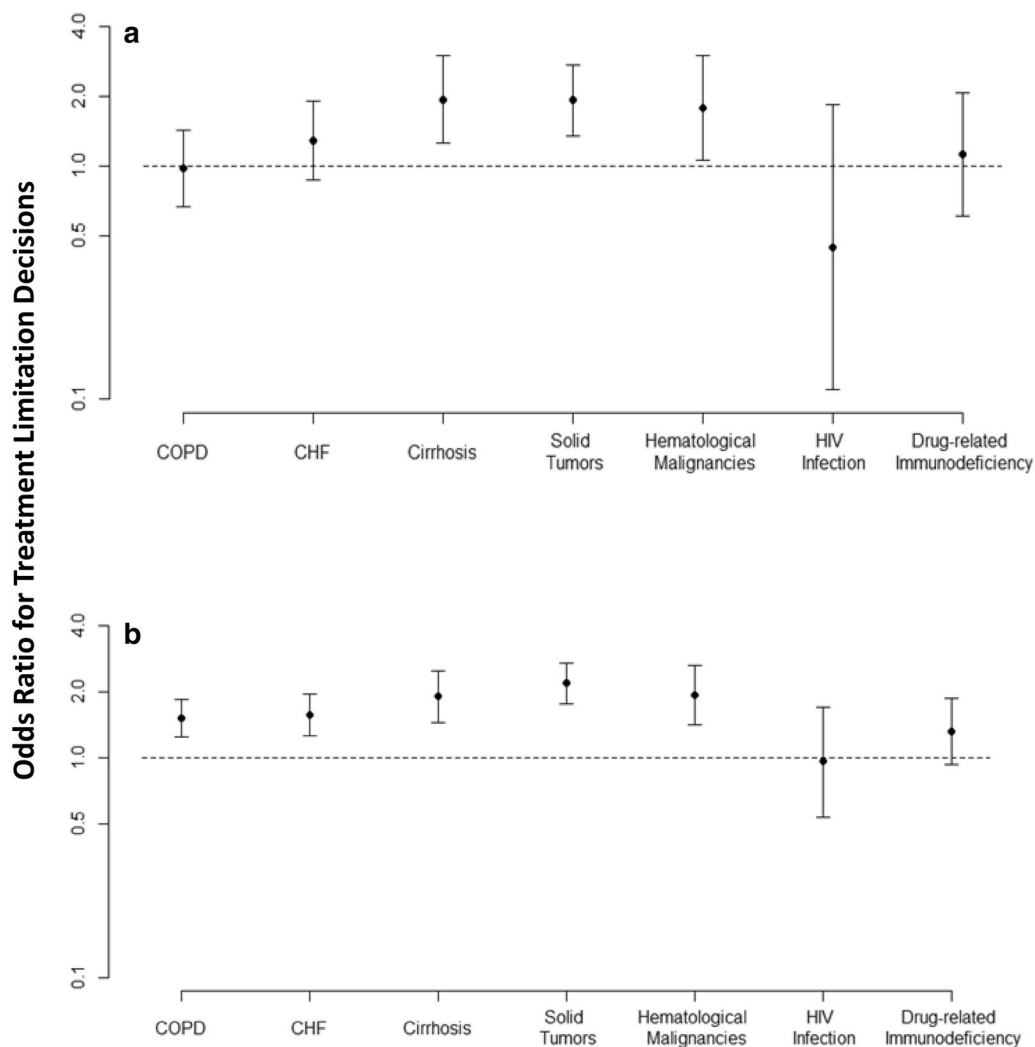 Odds Ratio for Treatment Limitation Decisions
a
4.0
2.0
1.0
0.5
0.1
COPD
CHF
Cirrhosis
Solid
Tumors
Hematological
Malignancies
HIV
Infection
Drug-related
Immunodeficiency
b
4.0
2.0
1.0
0.5
0.1
COPD
CHF
Cirrhosis
Solid
Tumors
Hematological
Malignancies
HIV
Infection
Drug-related
Immunodeficiency